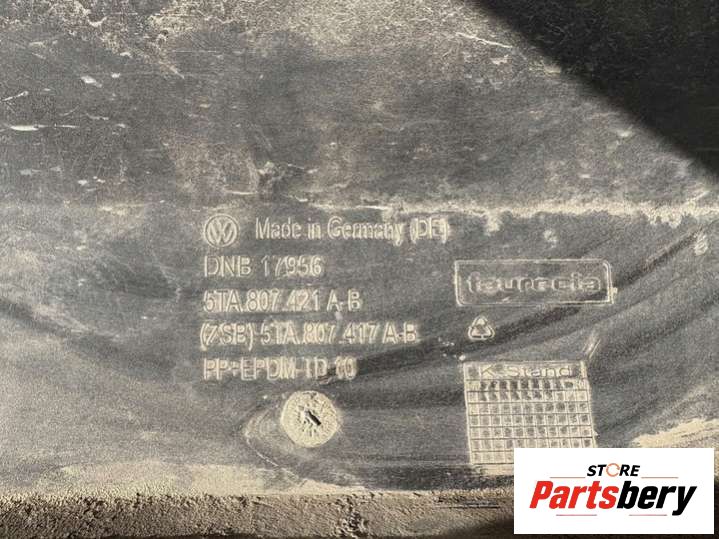 Made in Germany (DE)
DNB 17956
5TA.807.421 A-B
(ZSB)-5TA.807.417 A-B
PP+EPDM-TD 10
faurecia
K-Stand
STORE
Partsbery